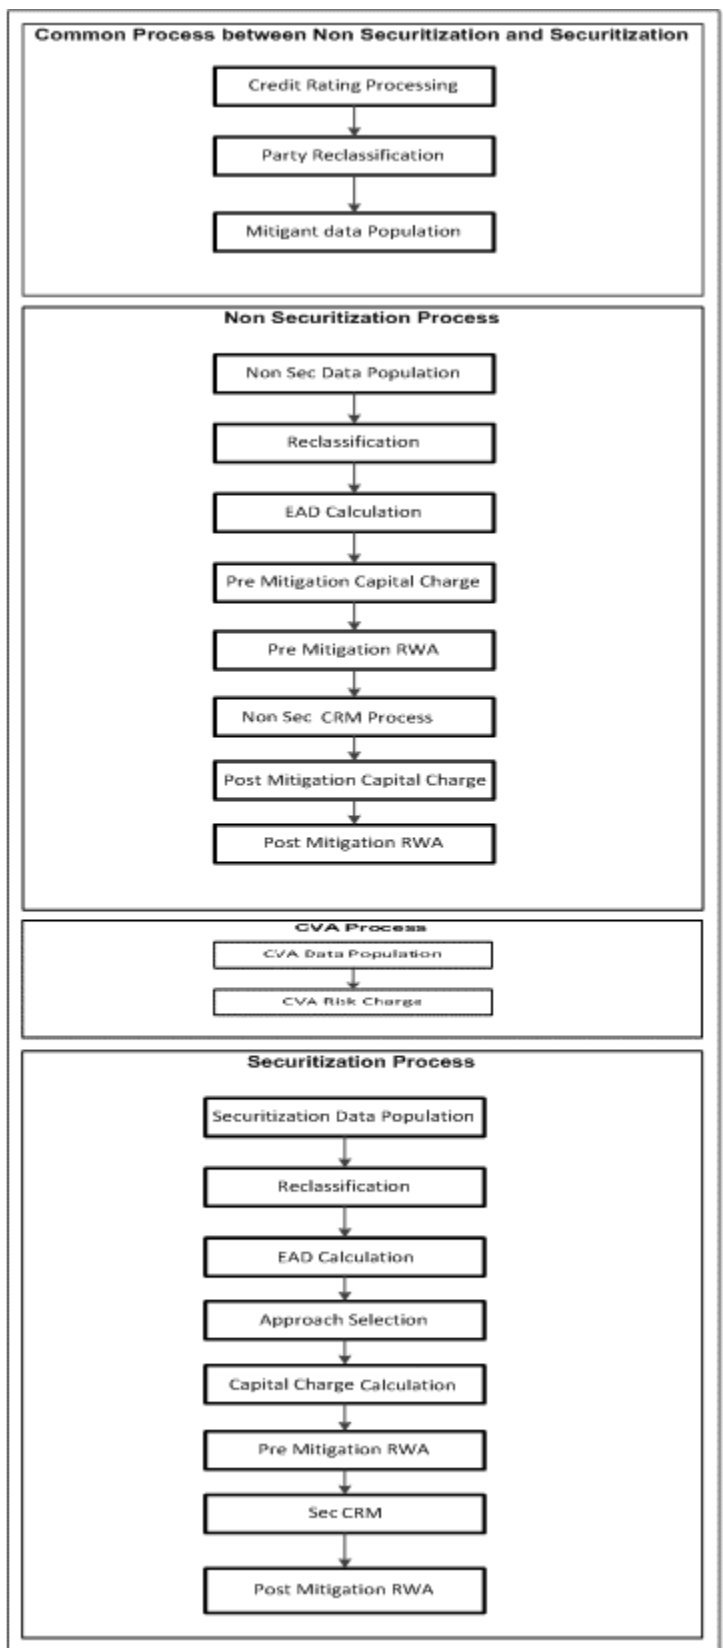 Common Process between Non Securitization and Securitization
Credit Rating Processing
Party Reclassification
Mitigant data Population
Non Securitization Process
Non Sec Data Population
Reclassification
EAD Calculation
Pre Mitigation Capital Charge
Pre Mitigation RWA
Non Sec CRM Process
Post Mitigation Capital Charge
Post Mitigation RWA
CVA Process
CVA Data Population
CVA Risk Charge
Securitization Process
Securitization Data Population
Reclassification
EAD Calculation
Approach Selection
Capital Charge Calculation
Pre Mitigation RWA
Sec CRM
Post Mitigation RWA